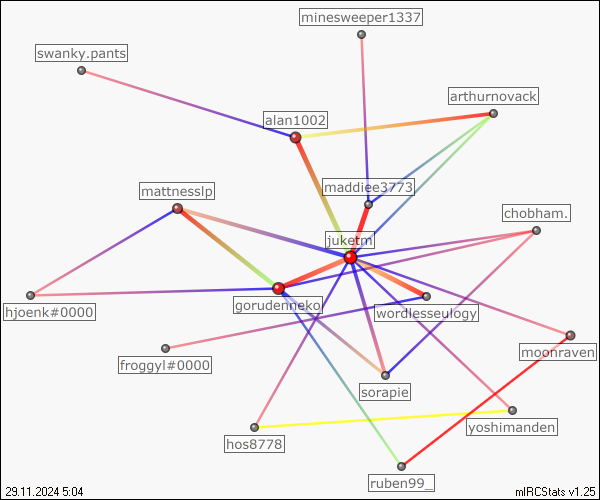 minesweeper1337
swanky.pants
arthurnovack
alan1002
mattnesslp
maddiee3773
chobham.
juketm
gorudenneko
wordlesseulogy
hjoenk#0000
froggyl#0000
moonraven
sorapie
yoshimanden
hos8778
ruben99_
29.11.2024 5:04
mIRCStats v1.25